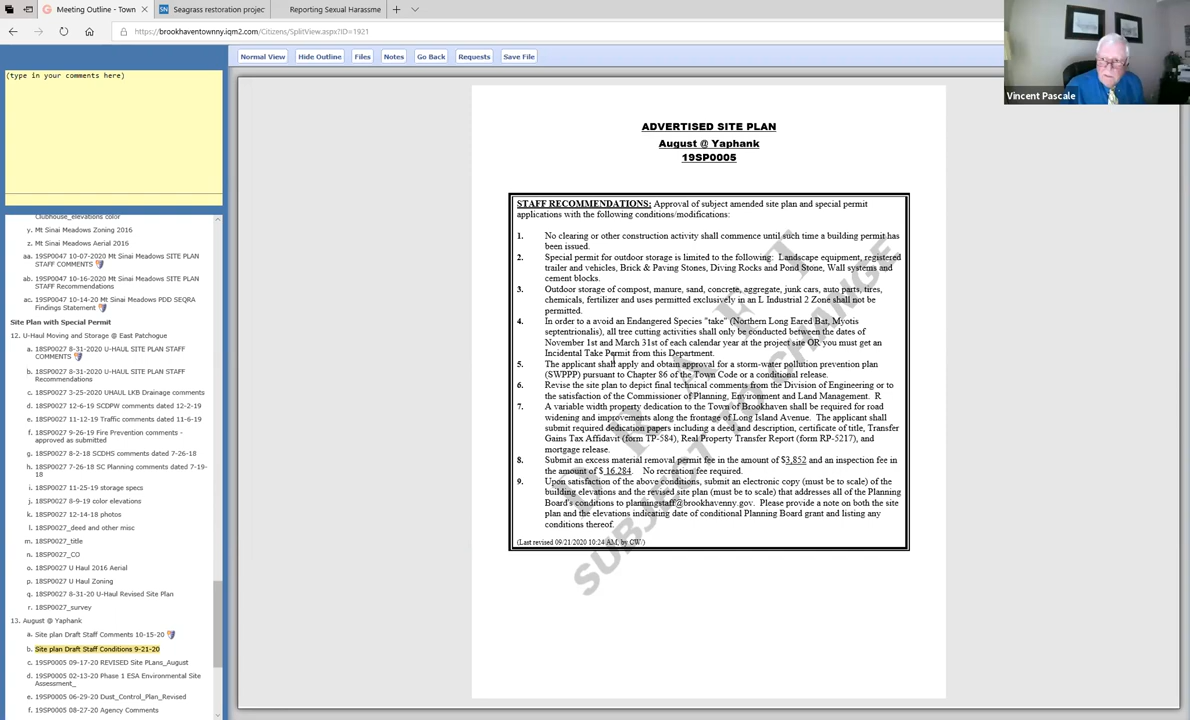 Meeting Outline - Town
Seagrass restoration projec
Reporting Sexual Harassme
https://brookhaventownny.iqm2.com/Citizens/SplitView.aspx?ID=1921
Normal View
Hide Outline
Files
Notes
Go Back
Requests
Save File
Vincent Pascale
(type in your comments here)
Clubhouse_elevations color
y. Mt Sinai Meadows Zoning 2016
z. Mt Sinai Meadows Aerial 2016
aa. 19SP0047 10-07-2020 Mt Sinai Meadows SITE PLAN
STAFF COMMENTS
ab. 19SP0047 10-16-2020 Mt Sinai Meadows SITE PLAN
STAFF Recommendations
ac. 19SP0047 10-14-20 Mt Sinai Meadows PDD SEQRA
Findings Statement
Site Plan with Special Permit
12. U-Haul Moving and Storage @ East Patchogue
a. 18SP0027 8-31-2020 U-HAUL SITE PLAN STAFF
COMMENTS
b. 18SP0027 8-31-2020 U-HAUL SITE PLAN STAFF
Recommendations
c. 18SP0027 3-25-2020 UHAUL LKB Drainage comments
d. 18SP0027 12-6-19 SCDPW comments dated 12-2-19
e. 18SP0027 11-12-19 Traffic comments dated 11-6-19
f. 18SP0027 9-26-19 Fire Prevention comments -
approved as submitted
g. 18SP0027 8-2-18 SCDHS comments dated 7-26-18
h. 18SP0027 7-26-18 SC Planning comments dated 7-19-
18
i. 18SP0027 11-25-19 storage specs
j. 18SP0027 8-9-19 color elevations
k. 18SP0027 12-14-18 photos
l. 18SP0027_deed and other misc
m. 18SP0027_title
n. 18SP0027_CO
o. 18SP0027 U Haul 2016 Aerial
p. 18SP0027 U Haul Zoning
q. 18SP0027 8-31-20 U-Haul Revised Site Plan
r. 18SP0027_survey
13. August @ Yaphank
a. Site plan Draft Staff Comments 10-15-20
b. Site plan Draft Staff Conditions 9-21-20
c. 19SP0005 09-17-20 REVISED Site PLans_August
d. 19SP0005 02-13-20 Phase 1 ESA Environmental Site
Assessment_
e. 19SP0005 06-29-20 Dust_Control_Plan_Revised
f. 19SP0005 08-27-20 Agency Comments
ADVERTISED SITE PLAN
August @ Yaphank
19SP0005
STAFF RECOMMENDATIONS: Approval of subject amended site plan and special permit
applications with the following conditions/modifications:
1. No clearing or other construction activity shall commence until such time a building permit has
been issued.
2. Special permit for outdoor storage is limited to the following: Landscape equipment, registered
trailer and vehicles, Brick & Paving Stones, Diving Rocks and Pond Stone, Wall systems and
cement blocks.
3. Outdoor storage of compost, manure, sand, concrete, aggregate, junk cars, auto parts, tires,
chemicals, fertilizer and uses permitted exclusively in an L Industrial 2 Zone shall not be
permitted.
4. In order to a avoid an Endangered Species "take" (Northern Long Eared Bat, Myotis
septentrionalis), all tree cutting activities shall only be conducted between the dates of
November 1st and March 31st of each calendar year at the project site OR you must get an
Incidental Take Permit from this Department.
5. The applicant shall apply and obtain approval for a storm-water pollution prevention plan
(SWPPP) pursuant to Chapter 86 of the Town Code or a conditional release.
6. Revise the site plan to depict final technical comments from the Division of Engineering or to
the satisfaction of the Commissioner of Planning, Environment and Land Management. R
7. A variable width property dedication to the Town of Brookhaven shall be required for road
widening and improvements along the frontage of Long Island Avenue. The applicant shall
submit required dedication papers including a deed and description, certificate of title, Transfer
Gains Tax Affidavit (form TP-584), Real Property Transfer Report (form RP-5217), and
mortgage release.
8. Submit an excess material removal permit fee in the amount of $3,852 and an inspection fee in
the amount of $ 16,284. No recreation fee required.
9. Upon satisfaction of the above conditions, submit an electronic copy (must be to scale) of the
building elevations and the revised site plan (must be to scale) that addresses all of the Planning
Board's conditions to planningstaff@brookhavenny.gov. Please provide a note on both the site
plan and the elevations indicating date of conditional Planning Board grant and listing any
conditions thereof.
(Last revised 09/21/2020 10:24 AM, by CW/)
DRAFT
SUBJECT TO CHANGE